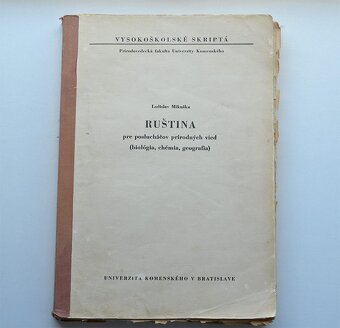 VYSOKOŠKOLSKÉ SKRIPTÁ
Prírodovedecká fakulta Univerzity Komenského
Ladislav Mikuška
RUŠTINA
pre poslucháčov prírodných vied
(biológia, chémia, geografia)
UNIVERZITA KOMENSKÉHO V BRATISLAVE